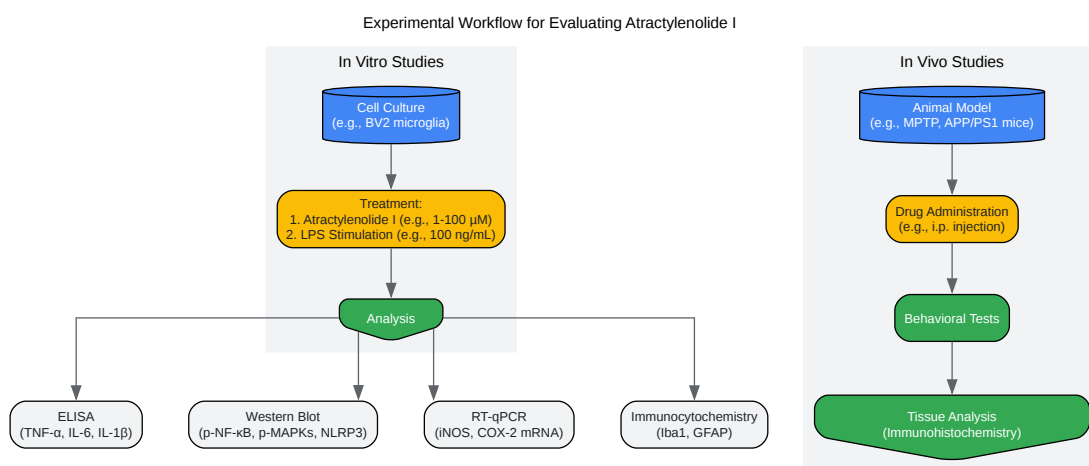 Experimental Workflow for Evaluating Atractylenolide I
In Vitro Studies
Cell Culture
(e.g., BV2 microglia)
Treatment:
1. Atractylenolide I (e.g., 1-100 µM)
2. LPS Stimulation (e.g., 100 ng/mL)
Analysis
ELISA
(TNF-α, IL-6, IL-1β)
Western Blot
(p-NF-κB, p-MAPKs, NLRP3)
RT-qPCR
(iNOS, COX-2 mRNA)
Immunocytochemistry
(Iba1, GFAP)
In Vivo Studies
Animal Model
(e.g., MPTP, APP/PS1 mice)
Drug Administration
(e.g., i.p. injection)
Behavioral Tests
Tissue Analysis
(Immunohistochemistry)